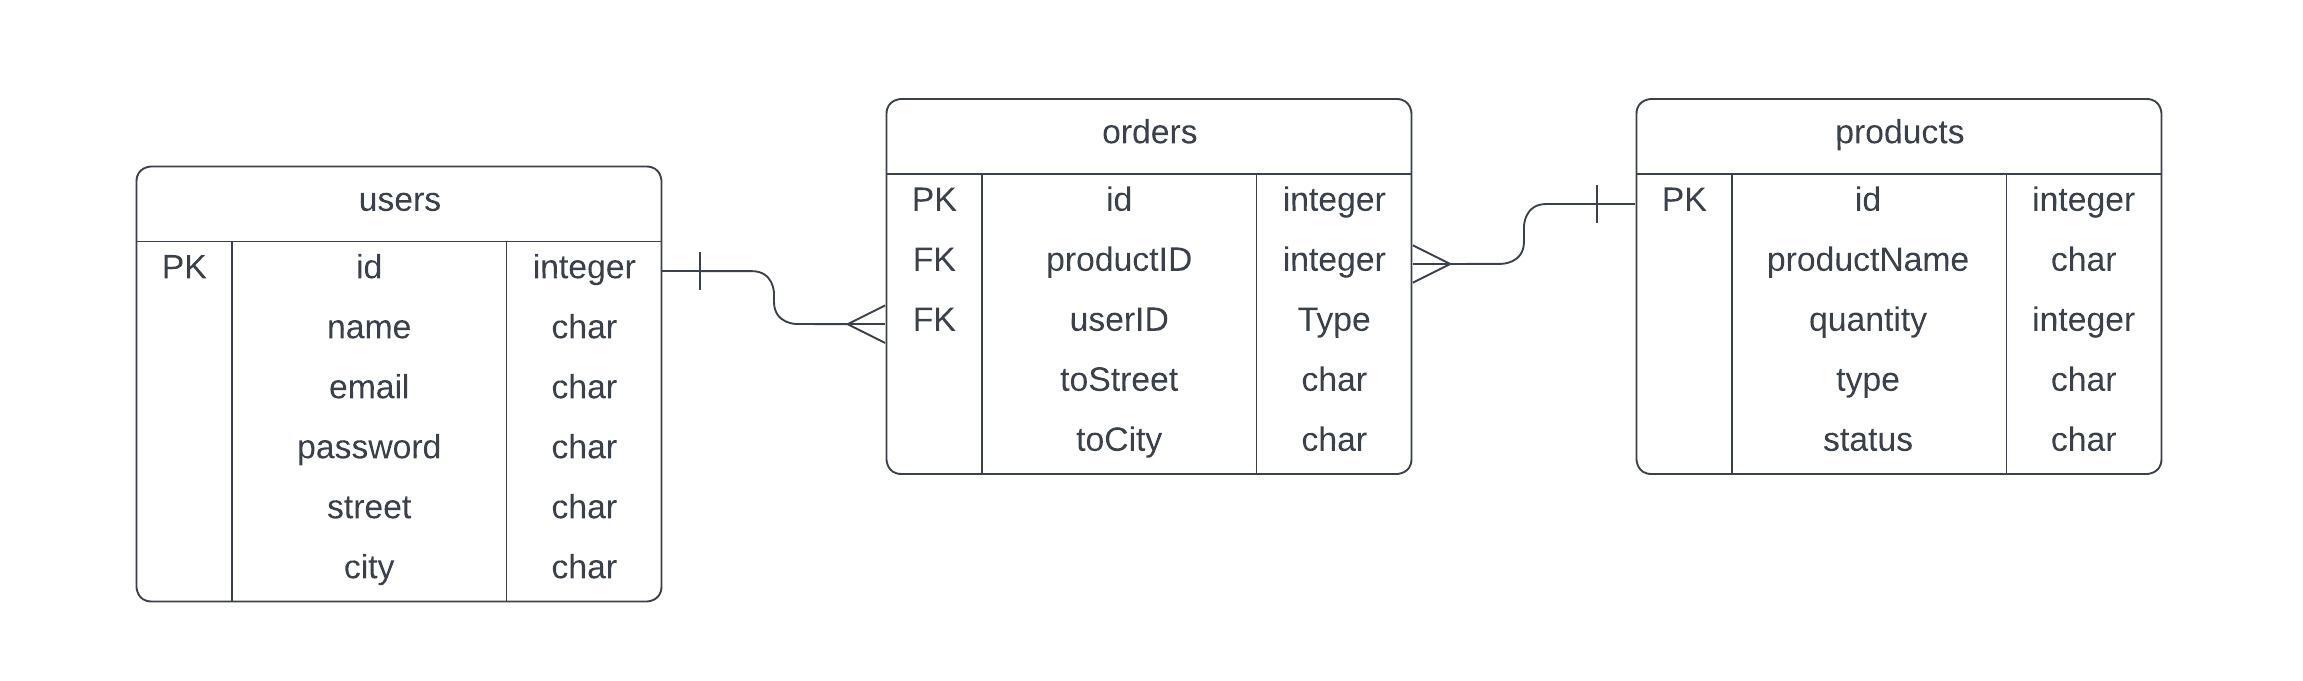 users
PK id integer
name char
email char
password char
street char
city char
orders
PK id integer
FK productID integer
FK userID Type
toStreet char
toCity char
products
PK id integer
productName char
quantity integer
type char
status char